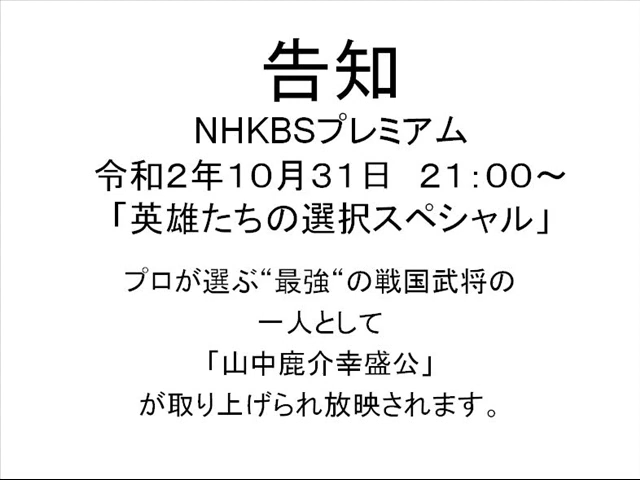 告知
NHKBSプレミアム
令和2年10月31日　21：00～
「英雄たちの選択スペシャル」
プロが選ぶ“最強“の戦国武将の
一人として
「山中鹿介幸盛公」
が取り上げられ放映されます。